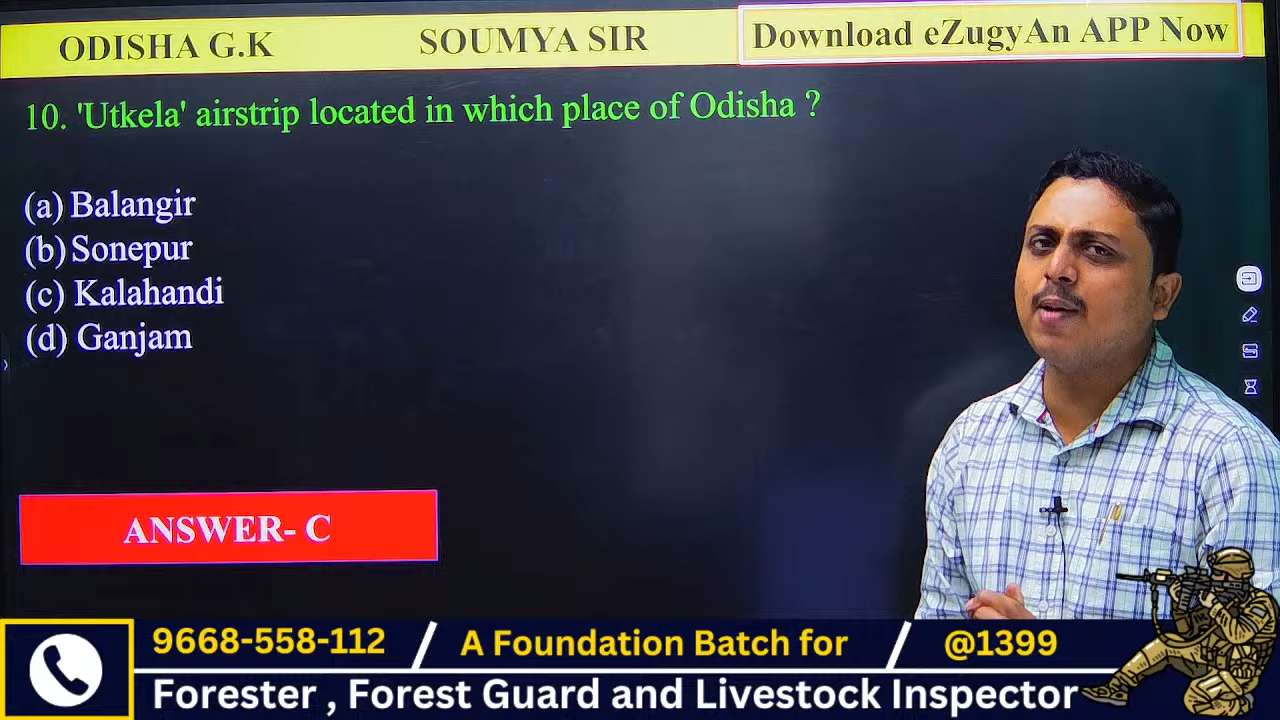 ODISHA G.K SOUMYA SIR Download eZugyAn APP Now
10. 'Utkela' airstrip located in which place of Odisha ?
(a) Balangir
(b) Sonepur
(c) Kalahandi
(d) Ganjam
ANSWER- C
9668-558-112 / A Foundation Batch for / @1399
Forester , Forest Guard and Livestock Inspector